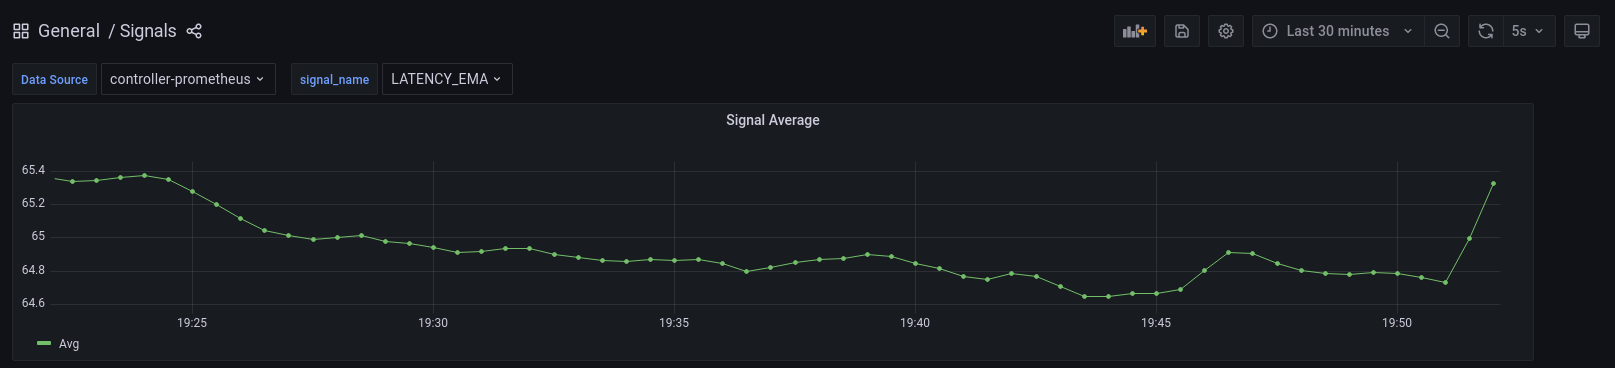 General / Signals
Last 30 minutes
5s
Data Source controller-prometheus signal_name LATENCY_EMA
Signal Average
65.4
65.2
65
64.8
64.6
19:25 19:30 19:35 19:40 19:45 19:50
Avg